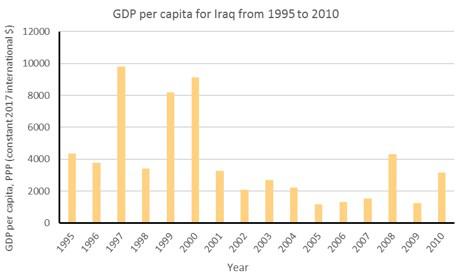 GDP per capita for Iraq from 1995 to 2010
GDP per capita, PPP (constant 2017 international $)
12000
10000
8000
6000
4000
2000
0
1995 1996 1997 1998 1999 2000 2001 2002 2003 2004 2005 2006 2007 2008 2009 2010
Year